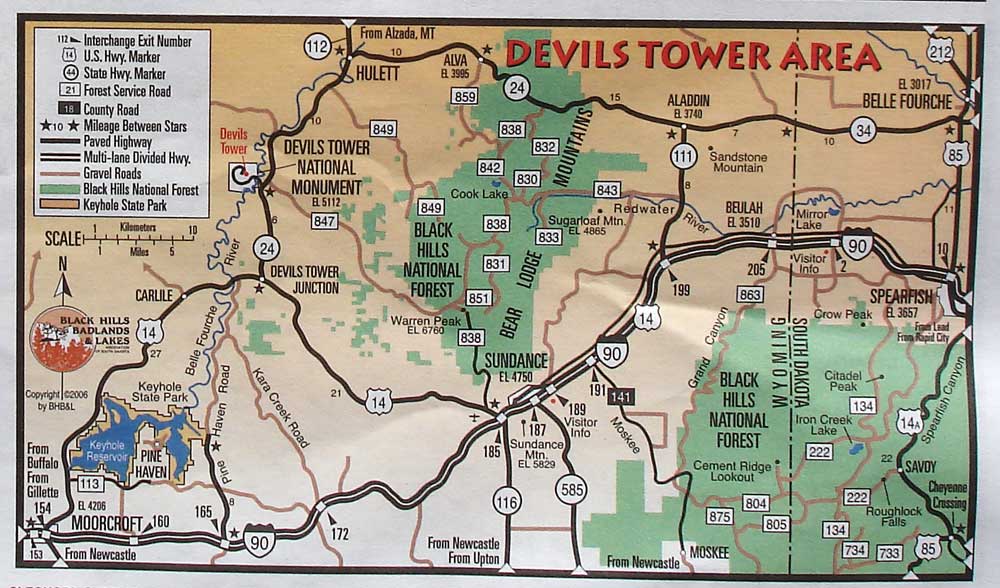 DEVILS TOWER AREA
112 Interchange Exit Number
14 U.S. Hwy. Marker
44 State Hwy. Marker
21 Forest Service Road
18 County Road
★10★ Mileage Between Stars
Paved Highway
Multi-lane Divided Hwy.
Gravel Roads
Black Hills National Forest
Keyhole State Park
SCALE
Kilometers
1 10
1 5
Miles
N
BLACK HILLS
BADLANDS
& LAKES
ASSOCIATION
OF SOUTH DAKOTA
Copyright ©2006
by BHB&L
From Alzada, MT
112
HULETT
10
ALVA
EL 3995
24
859
15
ALADDIN
EL 3740
7
10
34
212
EL 3017
BELLE FOURCHE
85
11
10
Devils
Tower
DEVILS TOWER
NATIONAL
MONUMENT
EL 5112
10
849
847
849
6
24
River
Belle Fourche
DEVILS TOWER
JUNCTION
CARLILE
14
27
21
14
838
832
842
830
Cook Lake
838
833
831
851
838
843
BEAR LODGE MOUNTAINS
BLACK
HILLS
NATIONAL
FOREST
Warren Peak
EL 6760
Sugarloaf Mtn.
EL 4865
Redwater River
111
8
Sandstone
Mountain
BEULAH
EL 3510
Mirror
Lake
Visitor
Info
2
205
90
199
14
SPEARFISH
EL 3657
From Lead
From Rapid City
863
Crow Peak
Grand Canyon
WYOMING
SOUTH DAKOTA
BLACK
HILLS
NATIONAL
FOREST
Citadel
Peak
134
Iron Creek
Lake
222
14A
Spearfish Canyon
22
SAVOY
Cheyenne
Crossing
222
Roughlock
Falls
Cement Ridge
Lookout
804
805
875
134
734
733
85
SUNDANCE
EL 4750
90
191
141
Moskee
189
Visitor
Info
187
185
Sundance
Mtn.
EL 5829
116
585
From Newcastle
From Upton
From Newcastle
MOSKEE
Keyhole
State Park
Keyhole
Reservoir
PINE
HAVEN
Pine Haven Road
Kara Creek Road
8
113
EL 4206
From
Buffalo
From
Gillette
154
153
MOORCROFT
160
165
90
172
From Newcastle